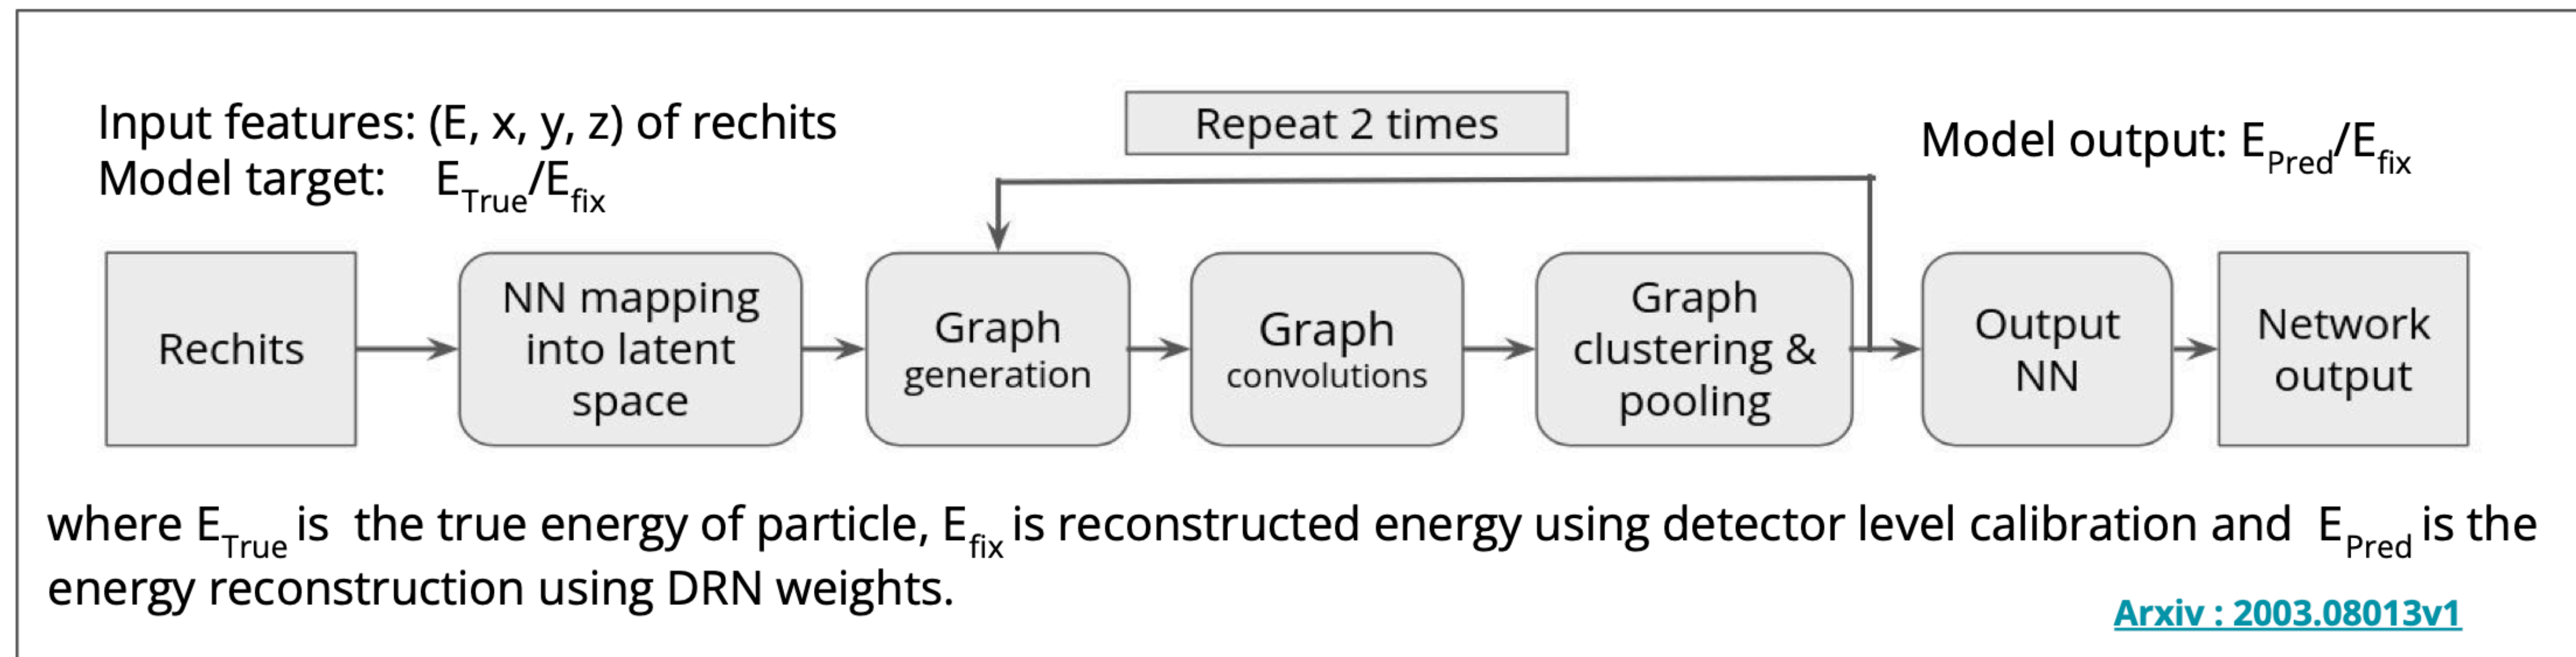 Input features: (E, x, y, z) of rechits
Model target: E_True/E_fix
Repeat 2 times
Model output: E_Pred/E_fix
Rechits
NN mapping
into latent
space
Graph
generation
Graph
convolutions
Graph
clustering &
pooling
Output
NN
Network
output
where E_True is the true energy of particle, E_fix is reconstructed energy using detector level calibration and E_Pred is the
energy reconstruction using DRN weights.
Arxiv : 2003.08013v1